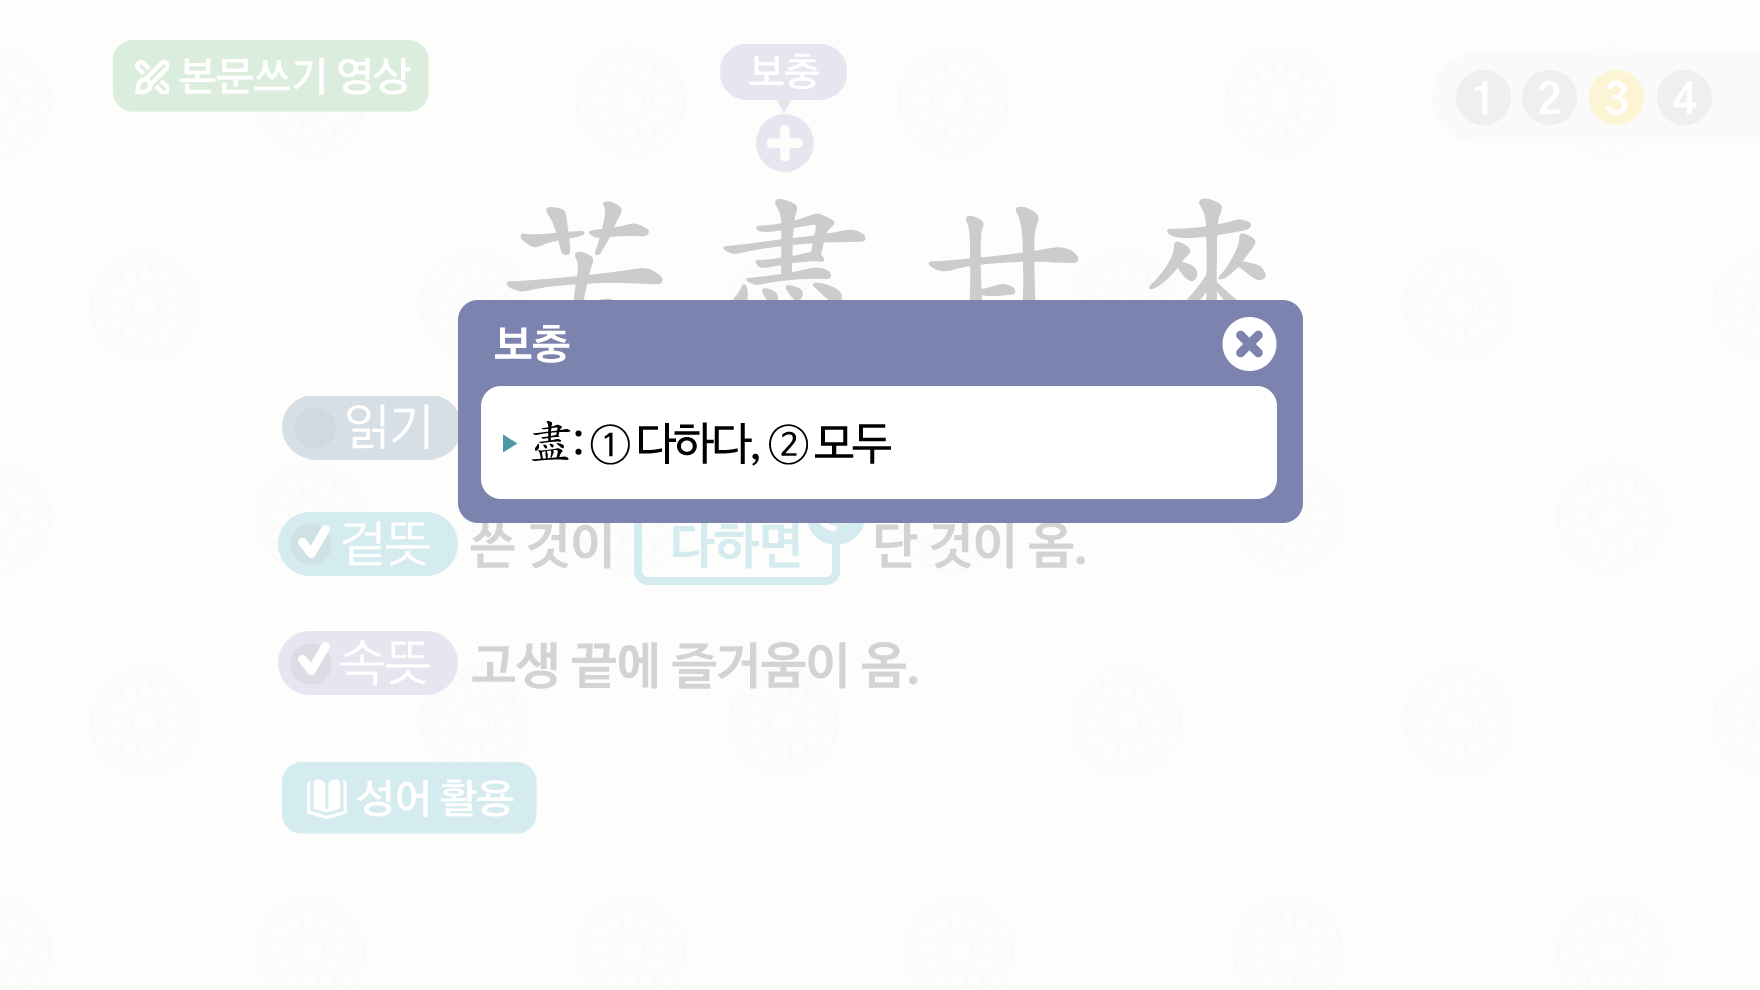 본문쓰기 영상
보충
1 2 3 4
苦盡甘來
보충
盡: ① 다하다, ② 모두
읽기
겉뜻 쓴 것이 다하면 단 것이 옴.
속뜻 고생 끝에 즐거움이 옴.
성어 활용